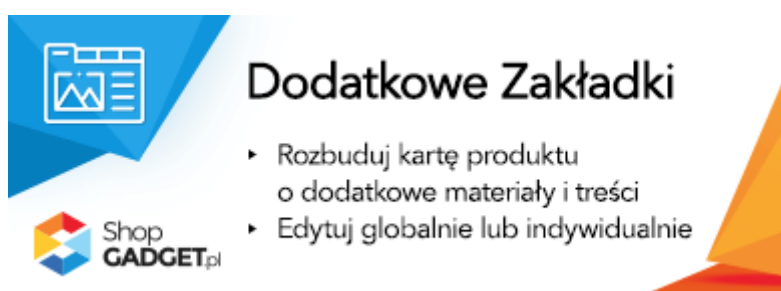 Dodatkowe Zakładki
‣ Rozbuduj kartę produktu
o dodatkowe materiały i treści
‣ Edytuj globalnie lub indywidualnie
Shop
GADGET.pl